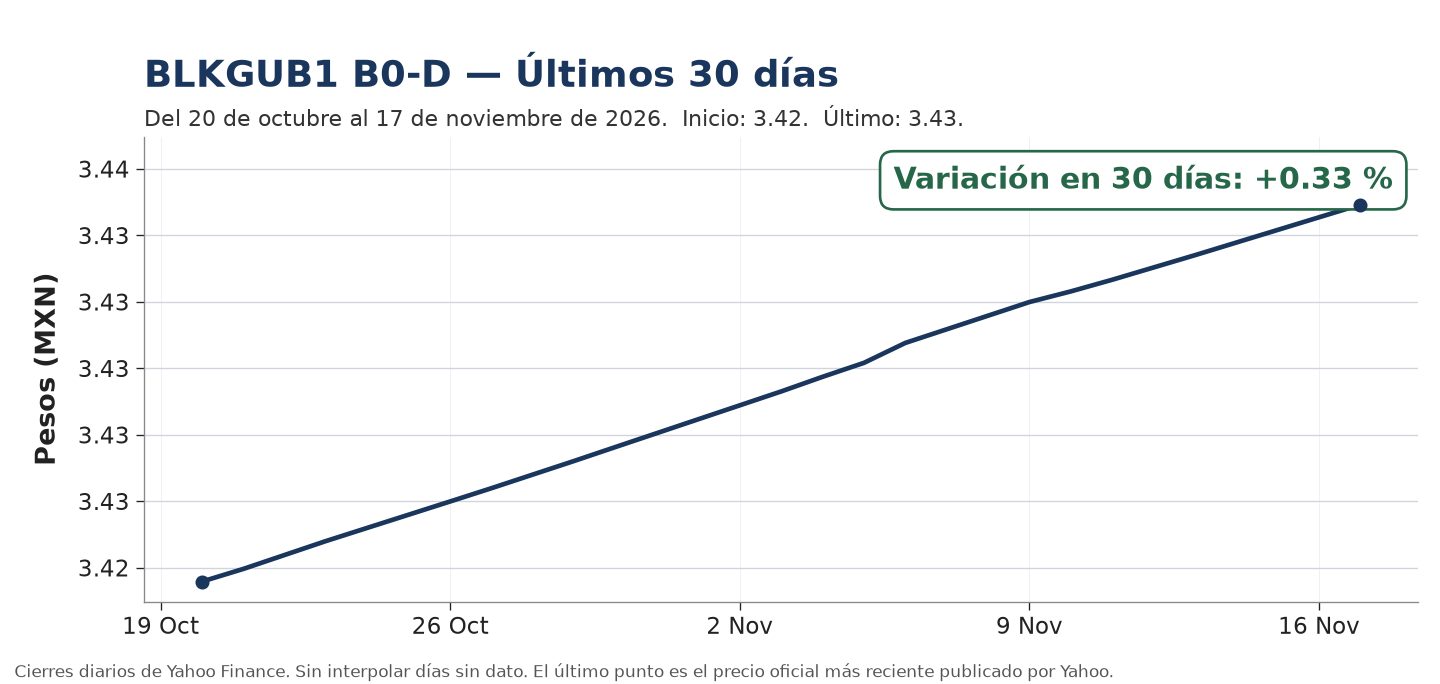 BLKGUB1 B0-D — Últimos 30 días
Del 20 de octubre al 17 de noviembre de 2026.  Inicio: 3.42.  Último: 3.43.
Variación en 30 días: +0.33 %
Pesos (MXN)
3.44
3.43
3.43
3.43
3.43
3.43
3.42
19 Oct
26 Oct
2 Nov
9 Nov
16 Nov
Cierres diarios de Yahoo Finance. Sin interpolar días sin dato. El último punto es el precio oficial más reciente publicado por Yahoo.